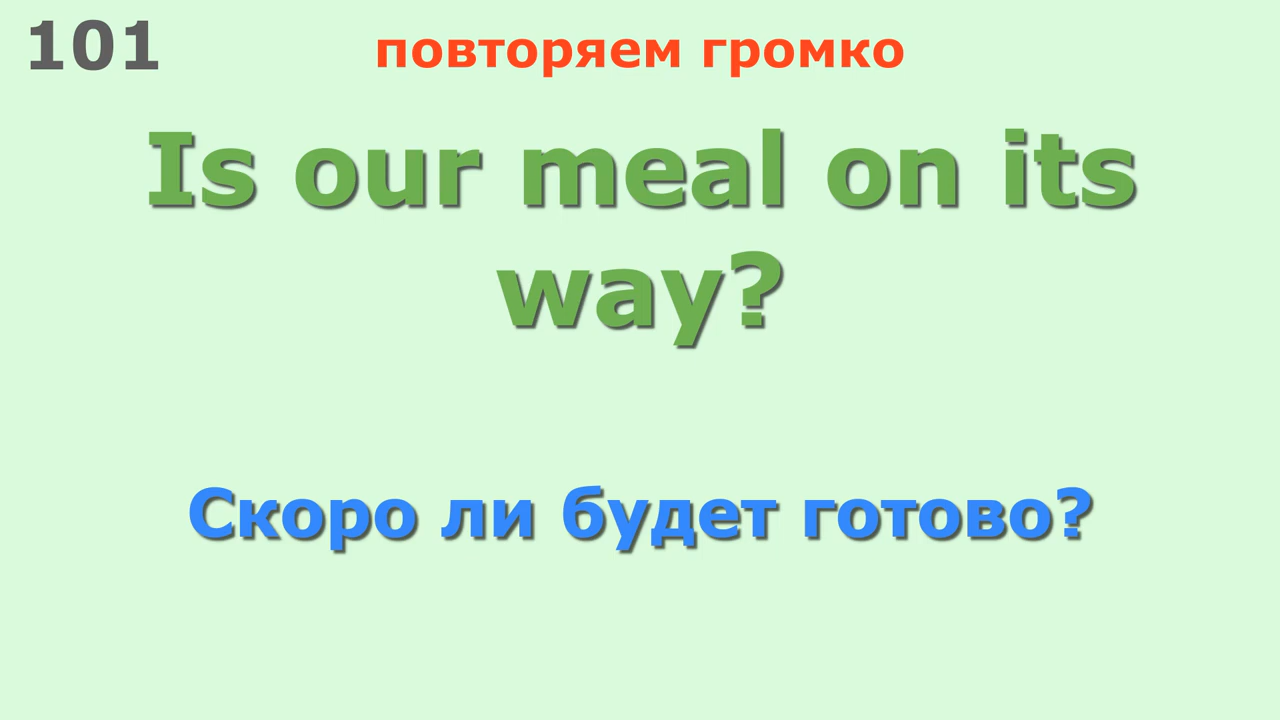 101
повторяем громко
Is our meal on its
way?
Скоро ли будет готово?